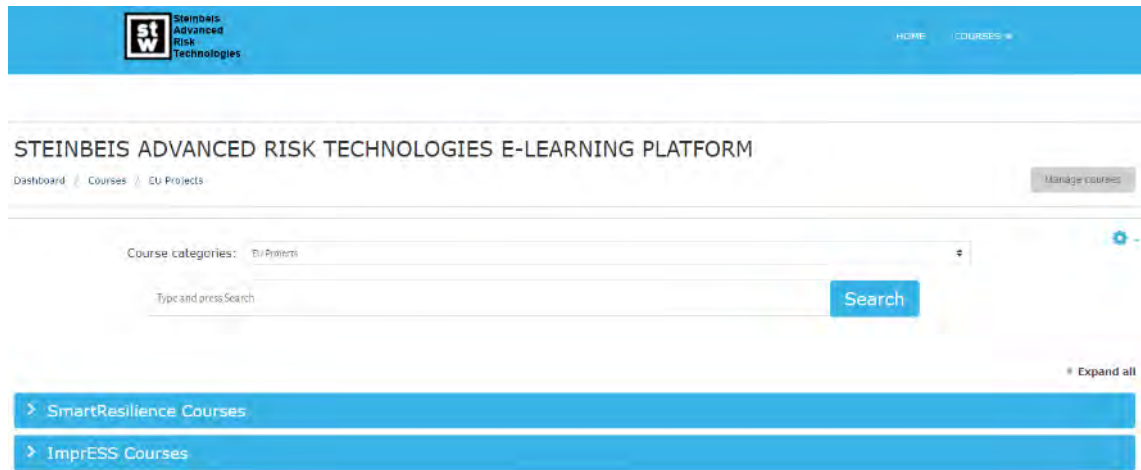 st
w
Steinbeis
Advanced
Risk
Technologies
HOME COURSES
STEINBEIS ADVANCED RISK TECHNOLOGIES E-LEARNING PLATFORM
Dashboard / Courses / EU Projects
Manage courses
Course categories: EU Projects
Type and press Search
Search
Expand all
SmartResilience Courses
ImprESS Courses